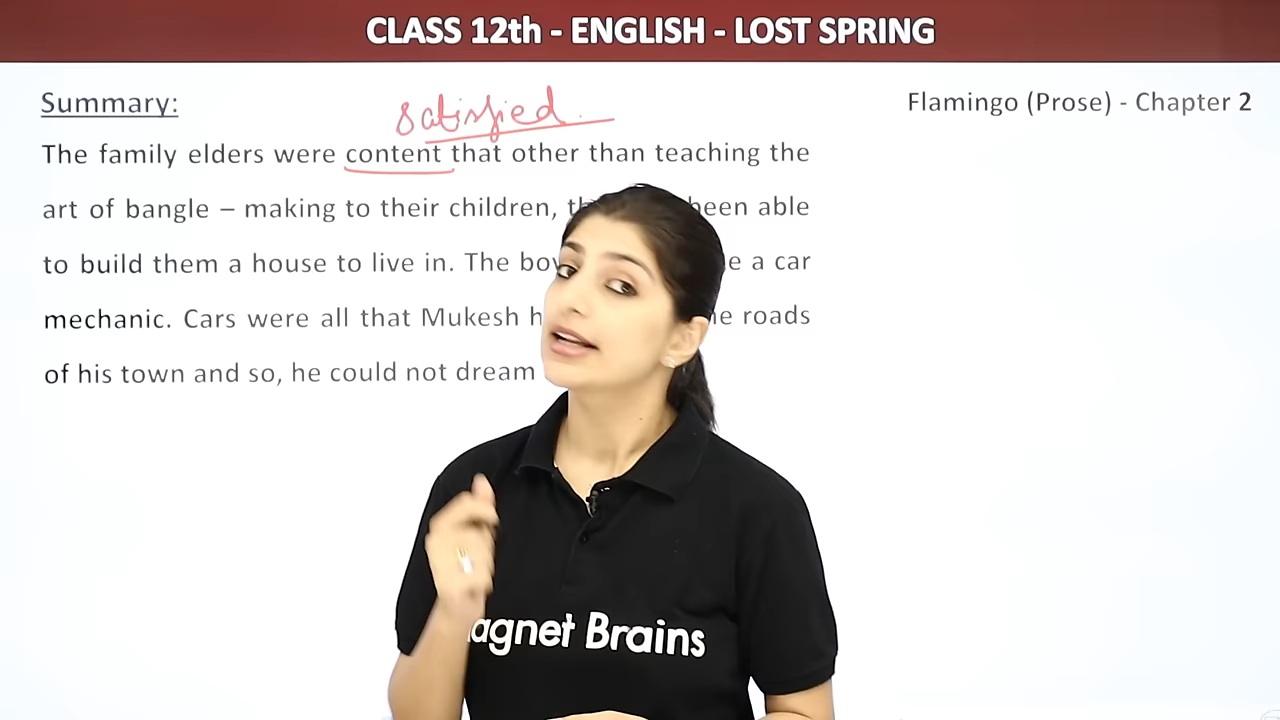 CLASS 12th - ENGLISH - LOST SPRING
Summary:
Flamingo (Prose) - Chapter 2
satisfied
The family elders were content that other than teaching the
art of bangle – making to their children, been able
to build them a house to live in. The a car
mechanic. Cars were all that Mukesh roads
of his town and so, he could not dream
agnet Brains